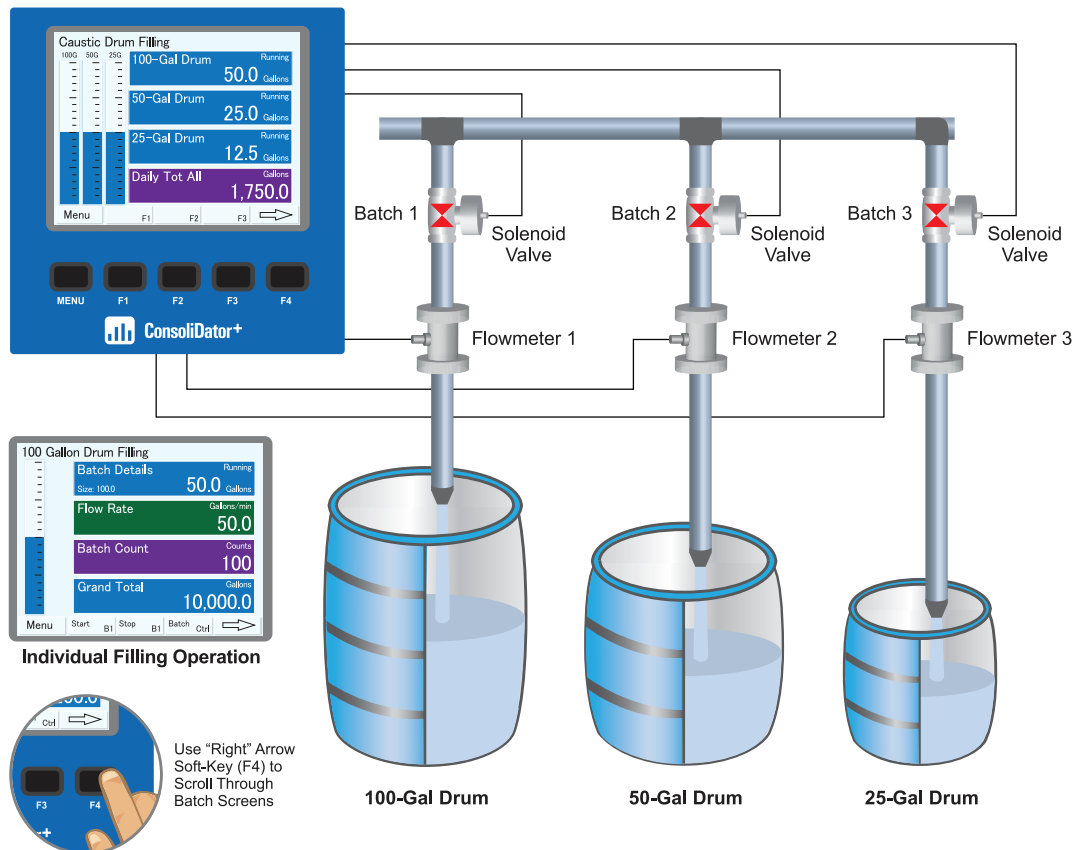 Caustic Drum Filling
100G 50G 25G
100-Gal Drum Running
50.0 Gallons
50-Gal Drum Running
25.0 Gallons
25-Gal Drum Running
12.5 Gallons
Daily Tot All Gallons
1,750.0
Menu F1 F2 F3
MENU F1 F2 F3 F4
ConsoliDator+
Batch 1
Solenoid
Valve
Batch 2
Solenoid
Valve
Batch 3
Solenoid
Valve
Flowmeter 1
Flowmeter 2
Flowmeter 3
100 Gallon Drum Filling
Batch Details Running
Size: 100.0 50.0 Gallons
Flow Rate Gallons/min
50.0
Batch Count Counts
100
Grand Total Gallons
10,000.0
Menu Start B1 Stop B1 Batch Ctrl
Individual Filling Operation
Ctrl
F3 F4
Use “Right” Arrow
Soft-Key (F4) to
Scroll Through
Batch Screens
100-Gal Drum
50-Gal Drum
25-Gal Drum